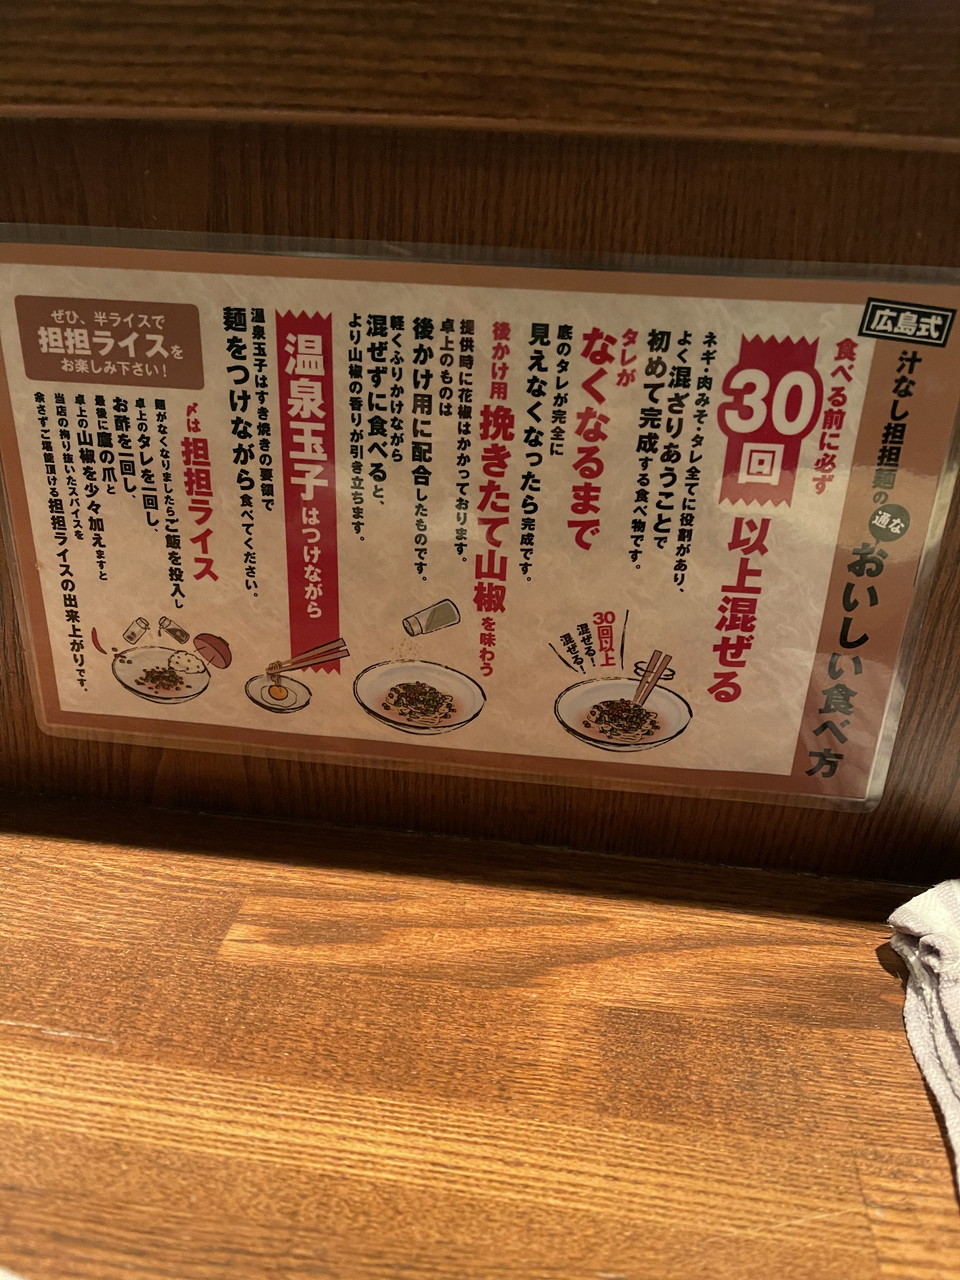 広島式
汁なし担担麺の通なおいしい食べ方
食べる前に必ず
30回以上混ぜる
ネギ・肉みそ・タレ全てに役割があり、
よく混ざりあうことで
初めて完成する食べ物です。
タレが
なくなるまで
底のタレが完全に
見えなくなったら完成です。
30回以上
混ぜる!
混ぜる!
後かけ用 挽きたて山椒を味わう
提供時に花椒はかかっております。
卓上のものは
後かけ用に配合したものです。
軽くふりかけながら
混ぜずに食べると、
より山椒の香りが引き立ちます。
温泉玉子はつけながら
温泉玉子はすき焼きの要領で
麺をつけながら食べてください。
ぜひ、半ライスで
担担ライスを
お楽しみ下さい!
〆は担担ライス
麺がなくなりましたらご飯を投入し
卓上のタレを一回し、
お酢を一回し、
最後に鷹の爪と
卓上の山椒を少々加えますと
当店の拘り抜いたスパイスを
余さずご堪能頂ける担担ライスの出来上がりです。